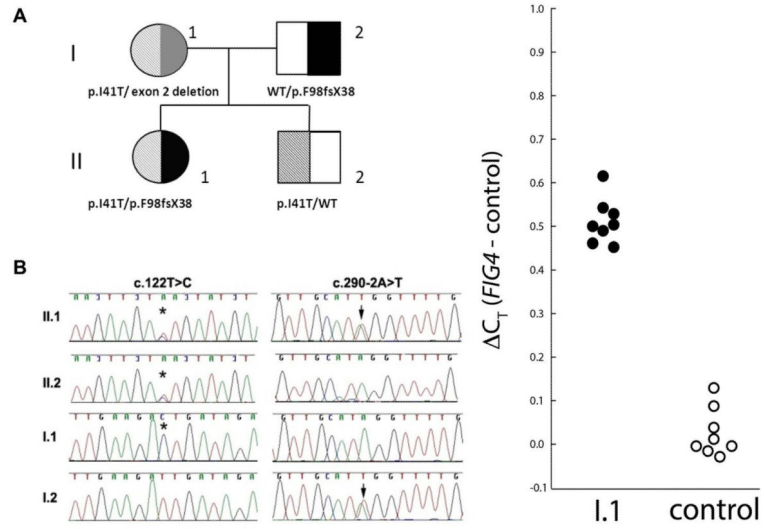 A
I
1
2
p.I41T/ exon 2 deletion
WT/p.F98fsX38
II
1
2
p.I41T/p.F98fsX38
p.I41T/WT
B
c.122T>C
c.290-2A>T
II.1
*
G T T G C A T T G G T T T T G
II.2
*
G T T G C A T A G G T T T T G
I.1
T T G A A G A C T G A T A G A
*
G T T G C A T A G G T T T T G
I.2
T T G A A G A T T G A T A G A
G T T G C A T T G G T T T T G
ΔC_T (FIG4 - control)
1.0
0.9
0.8
0.7
0.6
0.5
0.4
0.3
0.2
0.1
0.0
-0.1
I.1
control